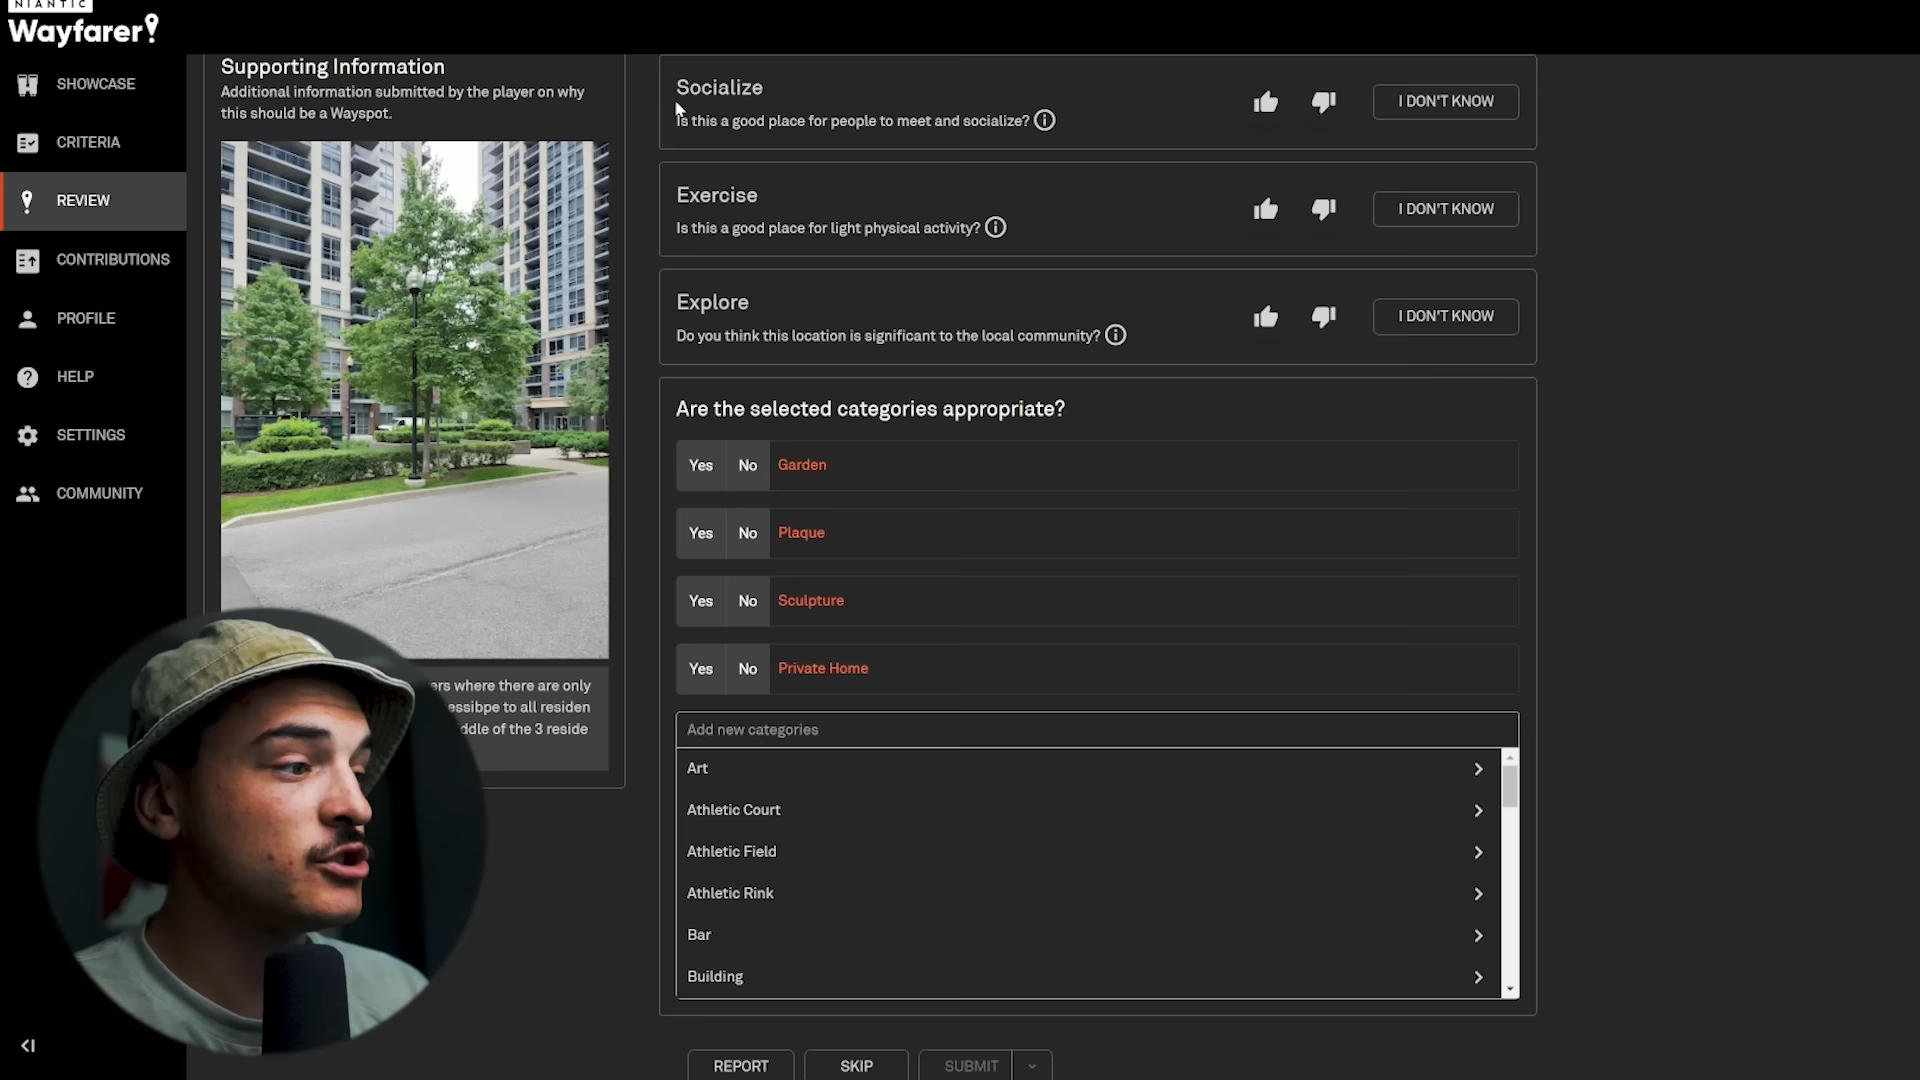 NIANTIC
Wayfarer
SHOWCASE
CRITERIA
REVIEW
CONTRIBUTIONS
PROFILE
HELP
SETTINGS
COMMUNITY
Supporting Information
Additional information submitted by the player on why
this should be a Wayspot.
ers where there are only
essibpe to all residen
ddle of the 3 reside
Socialize
Is this a good place for people to meet and socialize?
I DON'T KNOW
Exercise
Is this a good place for light physical activity?
I DON'T KNOW
Explore
Do you think this location is significant to the local community?
I DON'T KNOW
Are the selected categories appropriate?
Yes No Garden
Yes No Plaque
Yes No Sculpture
Yes No Private Home
Add new categories
Art
Athletic Court
Athletic Field
Athletic Rink
Bar
Building
REPORT SKIP SUBMIT